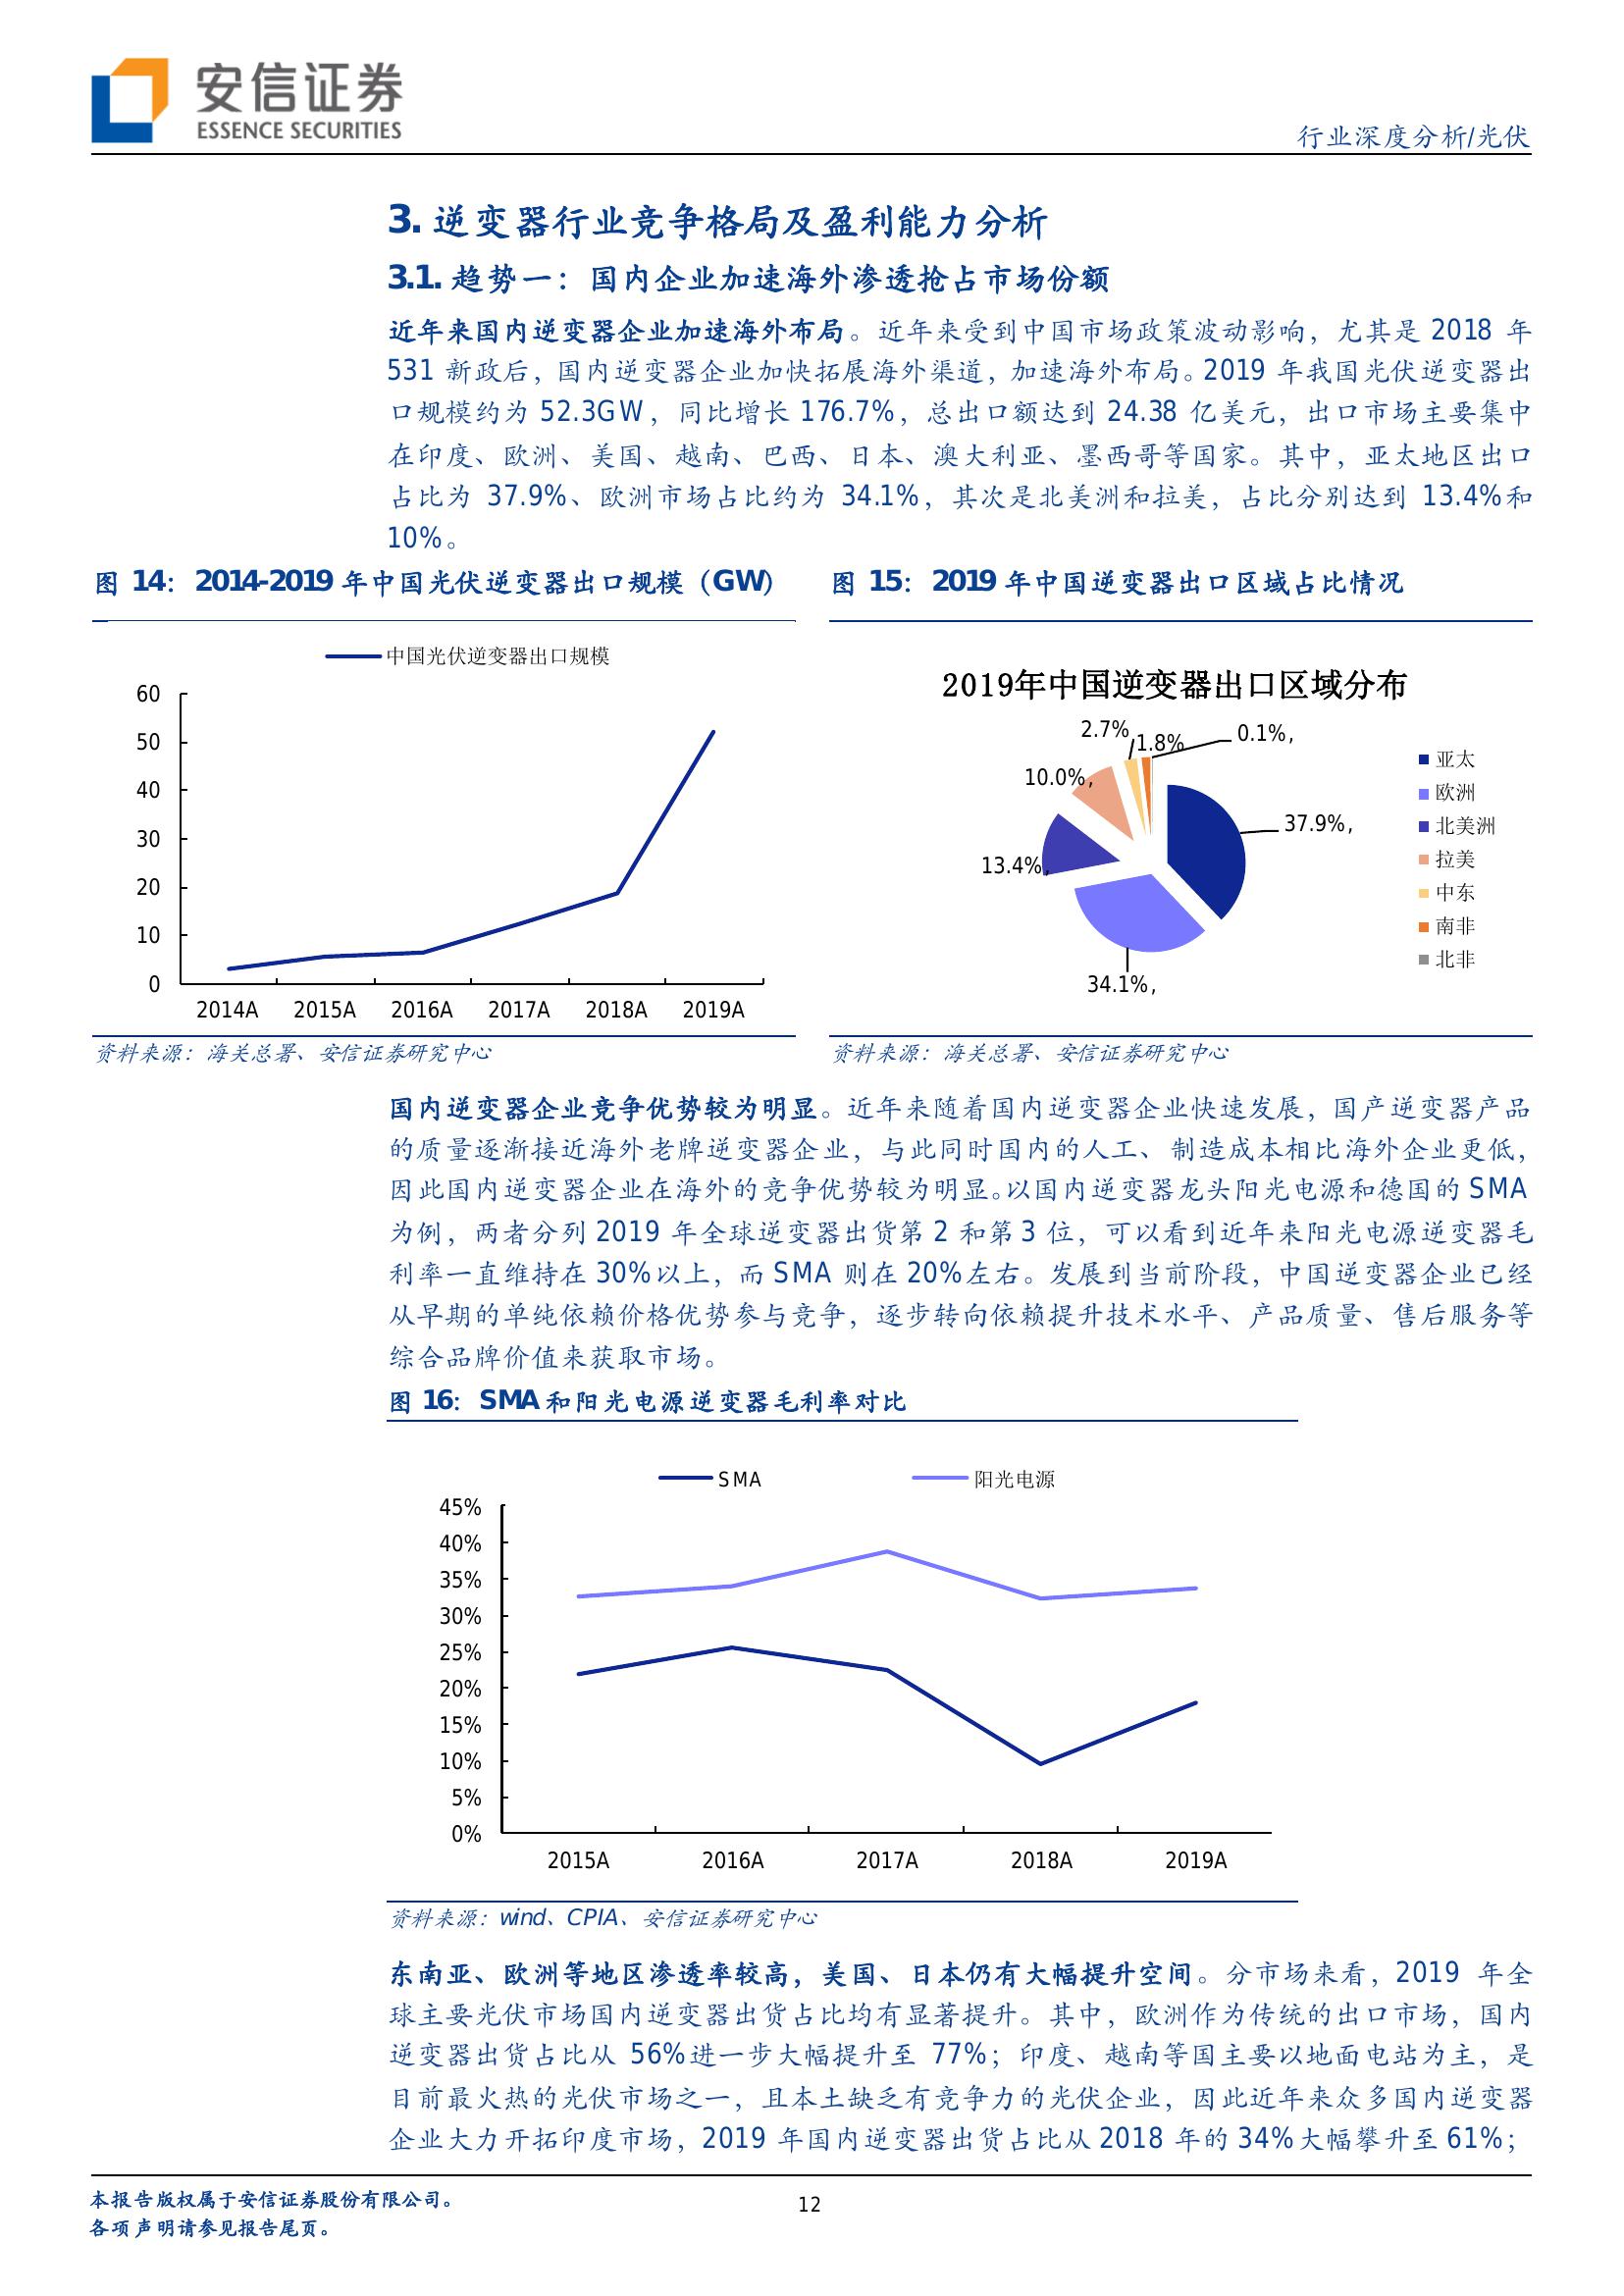 安信证券
ESSENCE SECURITIES
行业深度分析/光伏
3. 逆变器行业竞争格局及盈利能力分析
3.1. 趋势一：国内企业加速海外渗透抢占市场份额
近年来国内逆变器企业加速海外布局。近年来受到中国市场政策波动影响，尤其是 2018 年
531 新政后，国内逆变器企业加快拓展海外渠道，加速海外布局。2019 年我国光伏逆变器出
口规模约为 52.3GW，同比增长 176.7%，总出口额达到 24.38 亿美元，出口市场主要集中
在印度、欧洲、美国、越南、巴西、日本、澳大利亚、墨西哥等国家。其中，亚太地区出口
占比为 37.9%、欧洲市场占比约为 34.1%，其次是北美洲和拉美，占比分别达到 13.4%和
10%。
图 14：2014-2019 年中国光伏逆变器出口规模（GW）
中国光伏逆变器出口规模
60
50
40
30
20
10
0
2014A 2015A 2016A 2017A 2018A 2019A
资料来源：海关总署、安信证券研究中心
图 15：2019 年中国逆变器出口区域占比情况
2019年中国逆变器出口区域分布
2.7%
1.8%
0.1%,
10.0%,
37.9%,
13.4%,
34.1%,
亚太
欧洲
北美洲
拉美
中东
南非
北非
资料来源：海关总署、安信证券研究中心
国内逆变器企业竞争优势较为明显。近年来随着国内逆变器企业快速发展，国产逆变器产品
的质量逐渐接近海外老牌逆变器企业，与此同时国内的人工、制造成本相比海外企业更低，
因此国内逆变器企业在海外的竞争优势较为明显。以国内逆变器龙头阳光电源和德国的 SMA
为例，两者分列 2019 年全球逆变器出货第 2 和第 3 位，可以看到近年来阳光电源逆变器毛
利率一直维持在 30%以上，而 SMA 则在 20%左右。发展到当前阶段，中国逆变器企业已经
从早期的单纯依赖价格优势参与竞争，逐步转向依赖提升技术水平、产品质量、售后服务等
综合品牌价值来获取市场。
图 16：SMA 和阳光电源逆变器毛利率对比
SMA 阳光电源
45%
40%
35%
30%
25%
20%
15%
10%
5%
0%
2015A 2016A 2017A 2018A 2019A
资料来源：wind、CPIA、安信证券研究中心
东南亚、欧洲等地区渗透率较高，美国、日本仍有大幅提升空间。分市场来看，2019 年全
球主要光伏市场国内逆变器出货占比均有显著提升。其中，欧洲作为传统的出口市场，国内
逆变器出货占比从 56%进一步大幅提升至 77%；印度、越南等国主要以地面电站为主，是
目前最火热的光伏市场之一，且本土缺乏有竞争力的光伏企业，因此近年来众多国内逆变器
企业大力开拓印度市场，2019 年国内逆变器出货占比从 2018 年的 34%大幅攀升至 61%；
本报告版权属于安信证券股份有限公司。
各项声明请参见报告尾页。
12